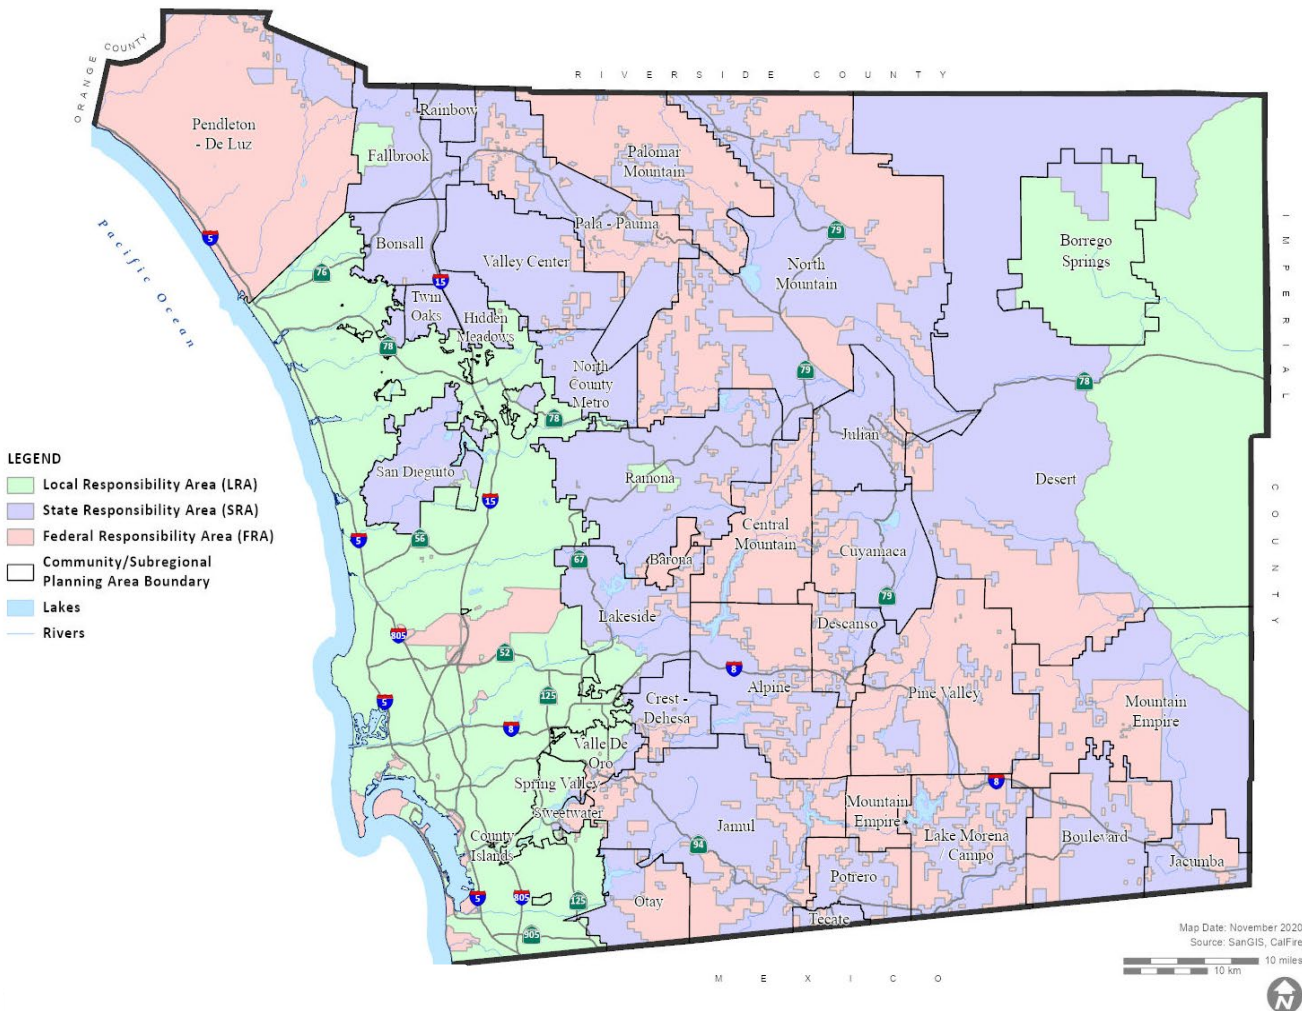 ORANGE COUNTY
RIVERSIDE COUNTY
Rainbow
Pendleton
- De Luz
Fallbrook
Palomar
Mountain
Pala - Pauma
79
5
Bonsall
Borrego
Springs
Pacific Ocean
IMPERIAL
76
Valley Center
North
Mountain
15
Twin
Oaks
Hidden
Meadows
78
North
County
Metro
79
78
78
Julian
LEGEND
Local Responsibility Area (LRA)
State Responsibility Area (SRA)
Federal Responsibility Area (FRA)
Community/Subregional
Planning Area Boundary
Lakes
Rivers
San Dieguito
Ramona
Desert
15
COUNTY
5
56
Central
Mountain
Cuyamaca
67
Barona
79
Lakeside
Descanso
805
52
8
Alpine
Pine Valley
125
5
Crest -
Dehesa
Mountain
Empire
8
Valle De
Oro
Spring Valley
8
Sweetwater
Mountain
Empire
County
Islands
Jamul
Lake Morena
/ Campo
Boulevard
94
Jacumba
Potrero
5
805
125
Otay
Tecate
905
MEXICO
Map Date: November 2020
Source: SanGIS, CalFire
10 miles
10 km
N